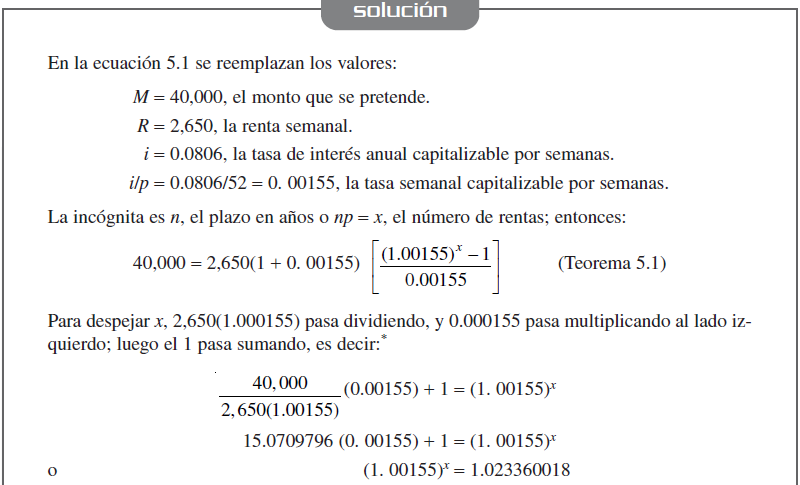 solución
En la ecuación 5.1 se reemplazan los valores:
M = 40,000, el monto que se pretende.
R = 2,650, la renta semanal.
i = 0.0806, la tasa de interés anual capitalizable por semanas.
i/p = 0.0806/52 = 0. 00155, la tasa semanal capitalizable por semanas.
La incógnita es n, el plazo en años o np = x, el número de rentas; entonces:
40,000 = 2,650(1 + 0. 00155) [((1.00155)^x − 1)/0.00155] (Teorema 5.1)
Para despejar x, 2,650(1.000155) pasa dividiendo, y 0.000155 pasa multiplicando al lado iz-
quierdo; luego el 1 pasa sumando, es decir:*
40,000/2,650(1.00155) (0.00155) + 1 = (1. 00155)^x
15.0709796 (0. 00155) + 1 = (1. 00155)^x
o (1. 00155)^x = 1.023360018